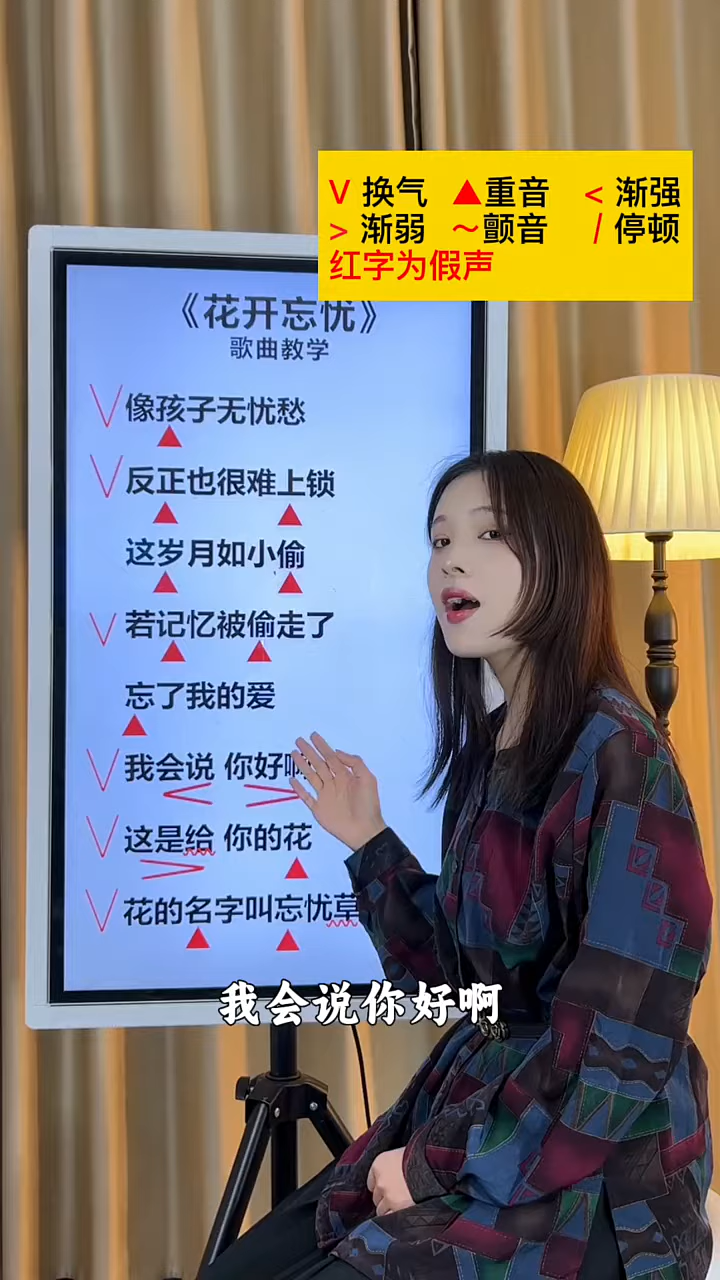 V 换气 ▲重音 < 渐强
> 渐弱 ～颤音 / 停顿
红字为假声
《花开忘忧》
歌曲教学
V 像孩子无忧愁
V 反正也很难上锁
这岁月如小偷
V 若记忆被偷走了
忘了我的爱
V 我会说 你好啊
V 这是给 你的花
V 花的名字叫忘忧草
我会说你好啊